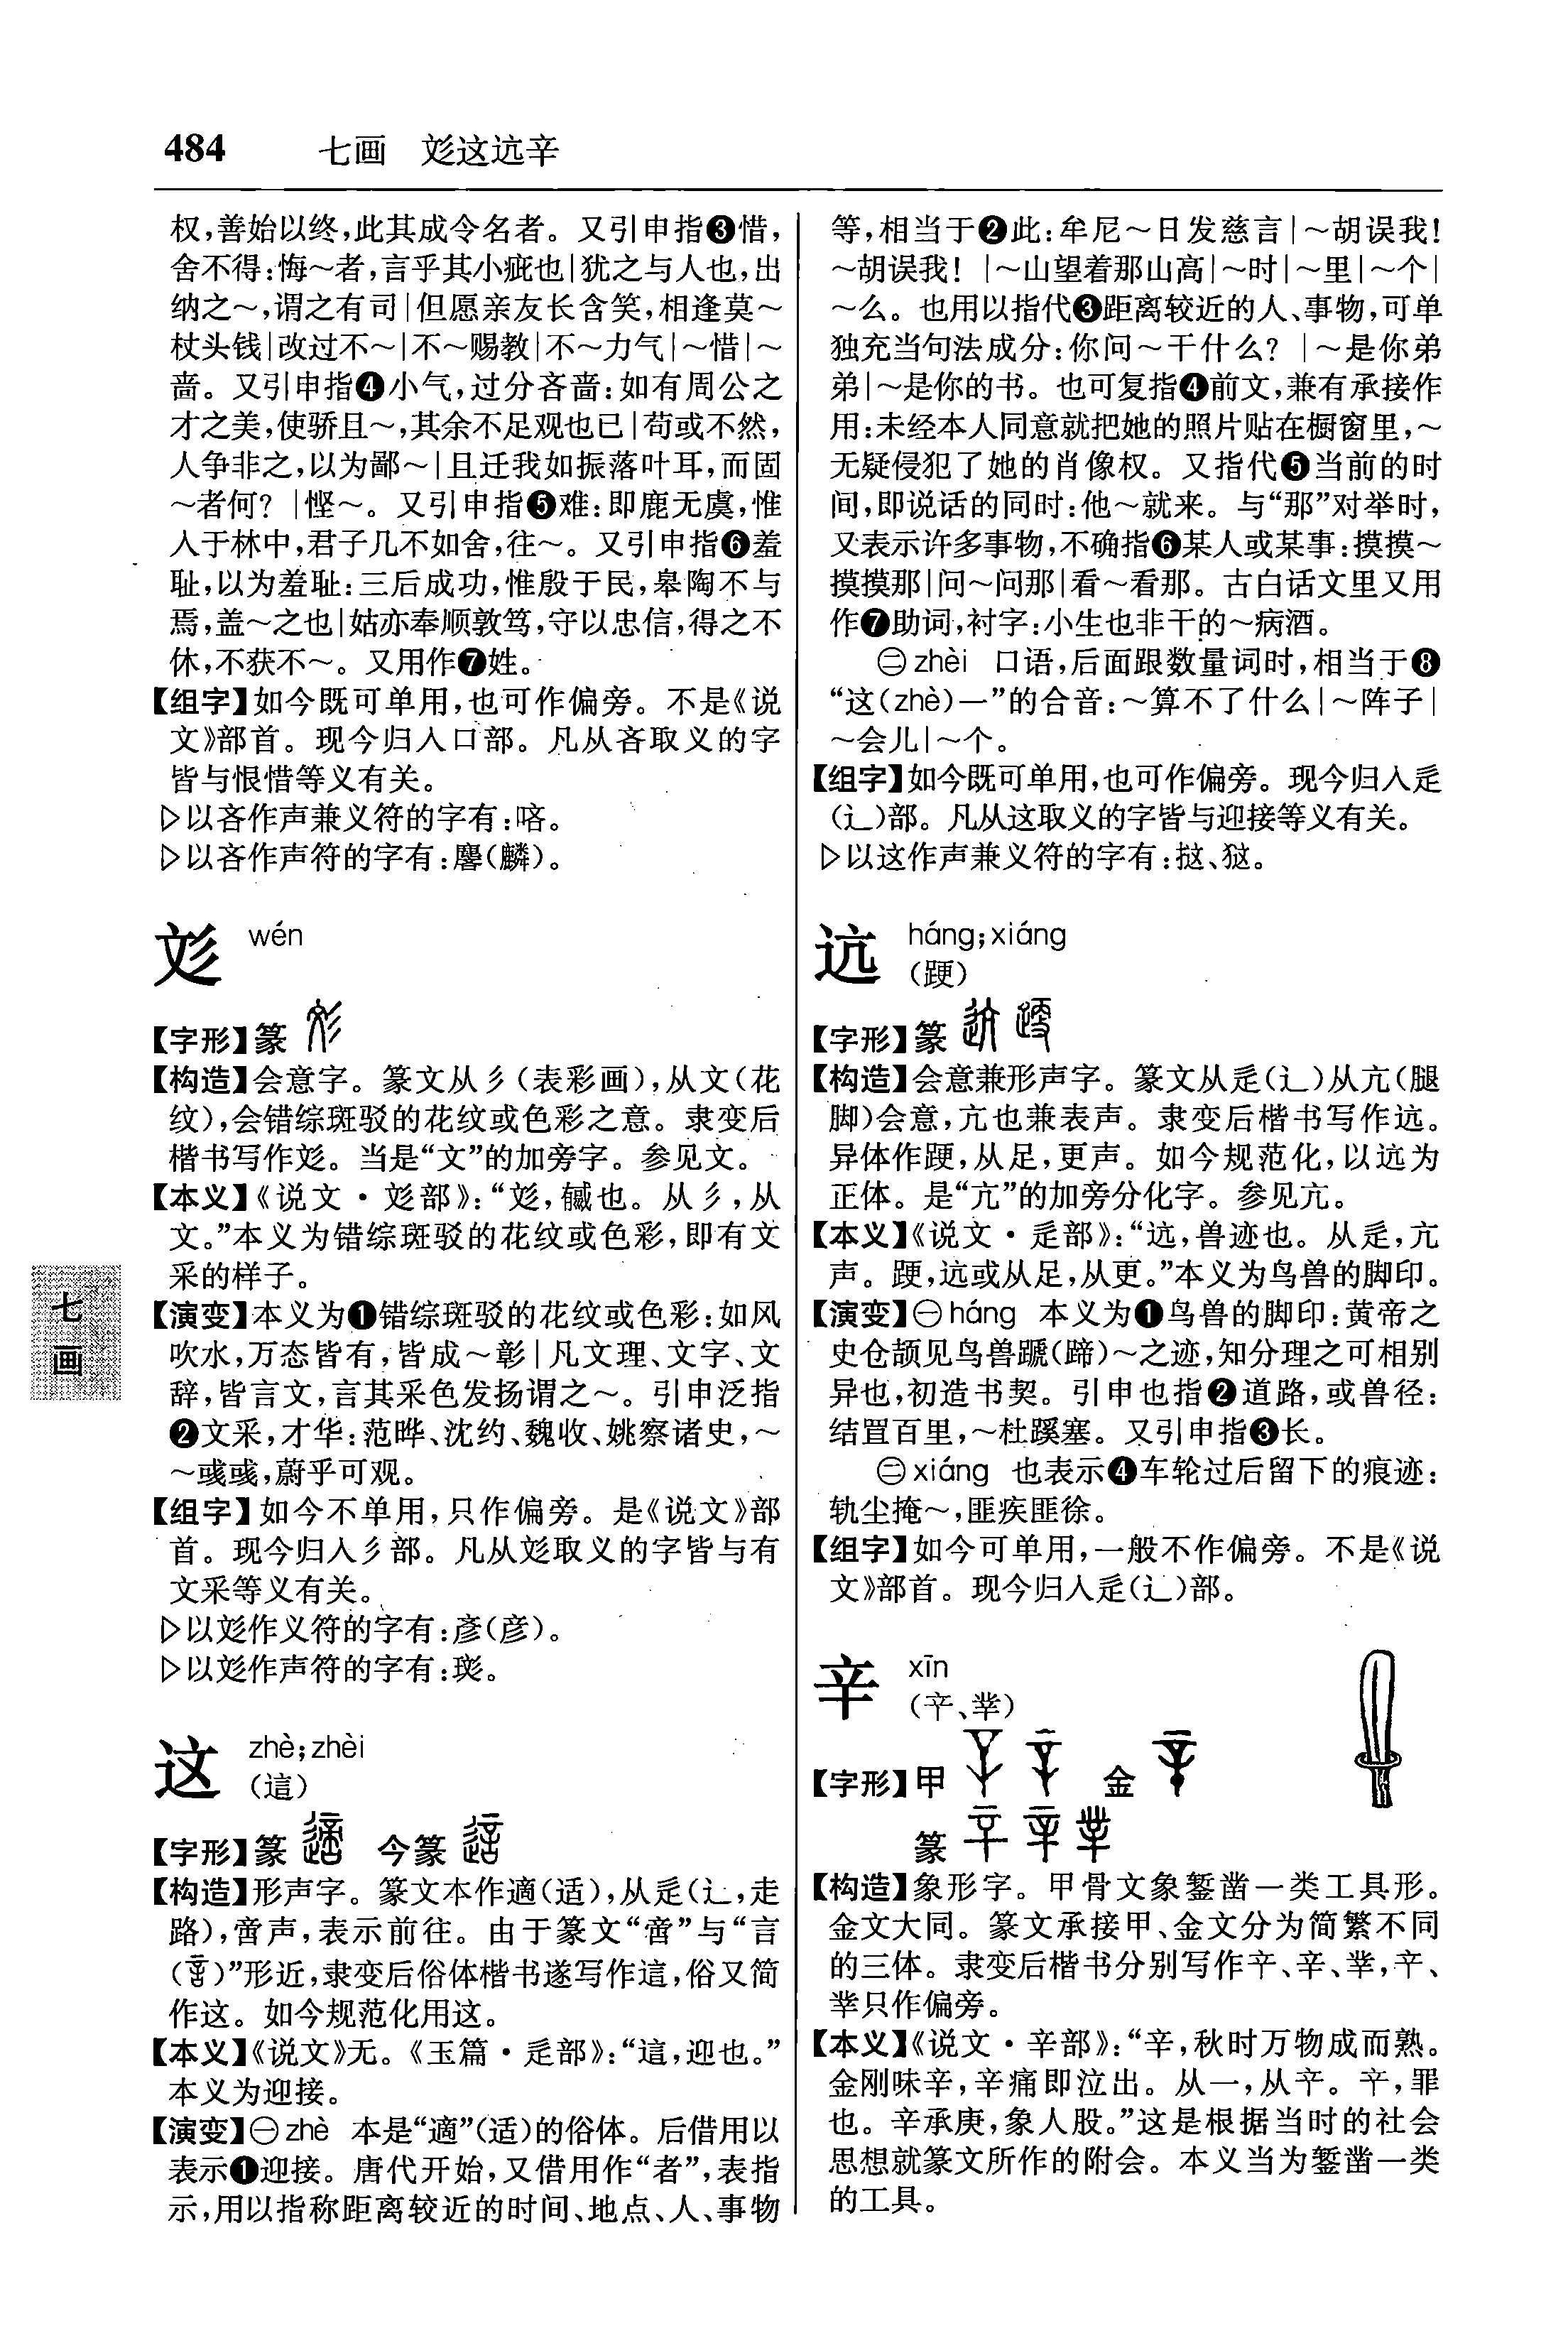 484 七画 彣这迒辛
权,善始以终,此其成令名者。又引申指❸惜,
舍不得:悔～者,言乎其小疵也|犹之与人也,出
纳之～,谓之有司|但愿亲友长含笑,相逢莫～
杖头钱|改过不～|不～赐教|不～力气|～惜|～
啬。又引申指❹小气,过分吝啬:如有周公之
才之美,使骄且～,其余不足观也已|苟或不然,
人争非之,以为鄙～|且迁我如振落叶耳,而固
～者何?|悭～。又引申指❺难:即鹿无虞,惟
入于林中,君子几不如舍,往～。又引申指❻羞
耻,以为羞耻:三后成功,惟殷于民,皋陶不与
焉,盖～之也|姑亦奉顺敦笃,守以忠信,得之不
休,不获不～。又用作❼姓。
【组字】如今既可单用,也可作偏旁。不是《说
文》部首。现今归入口部。凡从吝取义的字
皆与恨惜等义有关。
▷以吝作声兼义符的字有:㖁。
▷以吝作声符的字有:麐(麟)。
彣 wén
【字形】篆
【构造】会意字。篆文从彡(表彩画),从文(花
纹),会错综斑驳的花纹或色彩之意。隶变后
楷书写作彣。当是“文”的加旁字。参见文。
【本义】《说文·彣部》:“彣,𢒰也。从彡,从
文。”本义为错综斑驳的花纹或色彩,即有文
采的样子。
【演变】本义为❶错综斑驳的花纹或色彩:如风
吹水,万态皆有,皆成～彰|凡文理、文字、文
辞,皆言文,言其采色发扬谓之～。引申泛指
❷文采,才华:范晔、沈约、魏收、姚察诸史,～
～彧彧,蔚乎可观。
【组字】如今不单用,只作偏旁。是《说文》部
首。现今归入彡部。凡从彣取义的字皆与有
文采等义有关。
▷以彣作义符的字有:彥(彦)。
▷以彣作声符的字有:㻉。
这 zhè;zhèi
(這)
【字形】篆 今篆
【构造】形声字。篆文本作適(适),从辵(辶,走
路),啻声,表示前往。由于篆文“啻”与“言
()”形近,隶变后俗体楷书遂写作這,俗又简
作这。如今规范化用这。
【本义】《说文》无。《玉篇·辵部》:“這,迎也。”
本义为迎接。
【演变】㊀zhè 本是“適”(适)的俗体。后借用以
表示❶迎接。唐代开始,又借用作“者”,表指
示,用以指称距离较近的时间、地点、人、事物
等,相当于❷此:牟尼～日发慈言|～胡误我!
～胡误我!|～山望着那山高|～时|～里|～个|
～么。也用以指代❸距离较近的人、事物,可单
独充当句法成分:你问～干什么?|～是你弟
弟|～是你的书。也可复指❹前文,兼有承接作
用:未经本人同意就把她的照片贴在橱窗里,～
无疑侵犯了她的肖像权。又指代❺当前的时
间,即说话的同时:他～就来。与“那”对举时,
又表示许多事物,不确指❻某人或某事:摸摸～
摸摸那|问～问那|看～看那。古白话文里又用
作❼助词,衬字:小生也非干的～病酒。
㊁zhèi 口语,后面跟数量词时,相当于❽
“这(zhè)一”的合音:～算不了什么|～阵子|
～会儿|～个。
【组字】如今既可单用,也可作偏旁。现今归入辵
(辶)部。凡从这取义的字皆与迎接等义有关。
▷以这作声兼义符的字有:挝、𤞤。
迒 háng;xiáng
(䢚)
【字形】篆
【构造】会意兼形声字。篆文从辵(辶)从亢(腿
脚)会意,亢也兼表声。隶变后楷书写作迒。
异体作䟘,从足,更声。如今规范化,以迒为
正体。是“亢”的加旁分化字。参见亢。
【本义】《说文·辵部》:“迒,兽迹也。从辵,亢
声。䟘,迒或从足,从更。”本义为鸟兽的脚印。
【演变】㊀háng 本义为❶鸟兽的脚印:黄帝之
史仓颉见鸟兽蹏(蹄)～之迹,知分理之可相别
异也,初造书契。引申也指❷道路,或兽径:
结罝百里,～杜蹊塞。又引申指❸长。
㊁xiáng 也表示❹车轮过后留下的痕迹:
轨尘掩～,匪疾匪徐。
【组字】如今可单用,一般不作偏旁。不是《说
文》部首。现今归入辵(辶)部。
辛 xīn
(䇂、𨐋)
【字形】甲 金
篆
【构造】象形字。甲骨文象錾凿一类工具形。
金文大同。篆文承接甲、金文分为简繁不同
的三体。隶变后楷书分别写作䇂、辛、𨐋,䇂、
𨐋只作偏旁。
【本义】《说文·辛部》:“辛,秋时万物成而熟。
金刚味辛,辛痛即泣出。从一,从䇂。䇂,罪
也。辛承庚,象人股。”这是根据当时的社会
思想就篆文所作的附会。本义当为錾凿一类
的工具。
七
画